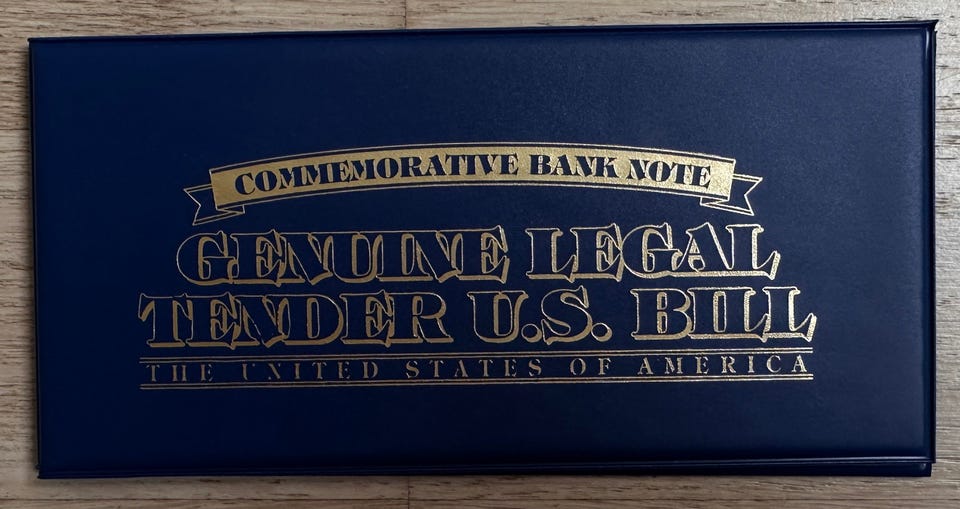 COMMEMORATIVE BANK NOTE
GENUINE LEGAL
TENDER U.S. BILL
THE UNITED STATES OF AMERICA